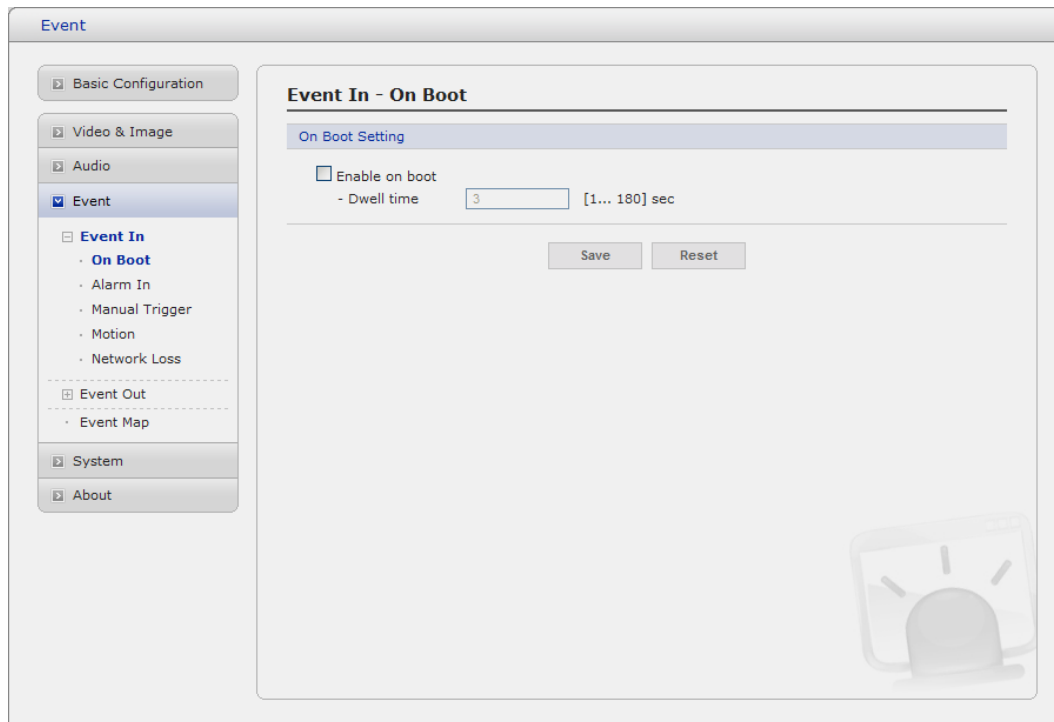 Event
Basic Configuration
Video & Image
Audio
Event
Event In
On Boot
Alarm In
Manual Trigger
Motion
Network Loss
Event Out
Event Map
System
About
Event In - On Boot
On Boot Setting
Enable on boot
- Dwell time 3 [1... 180] sec
Save Reset